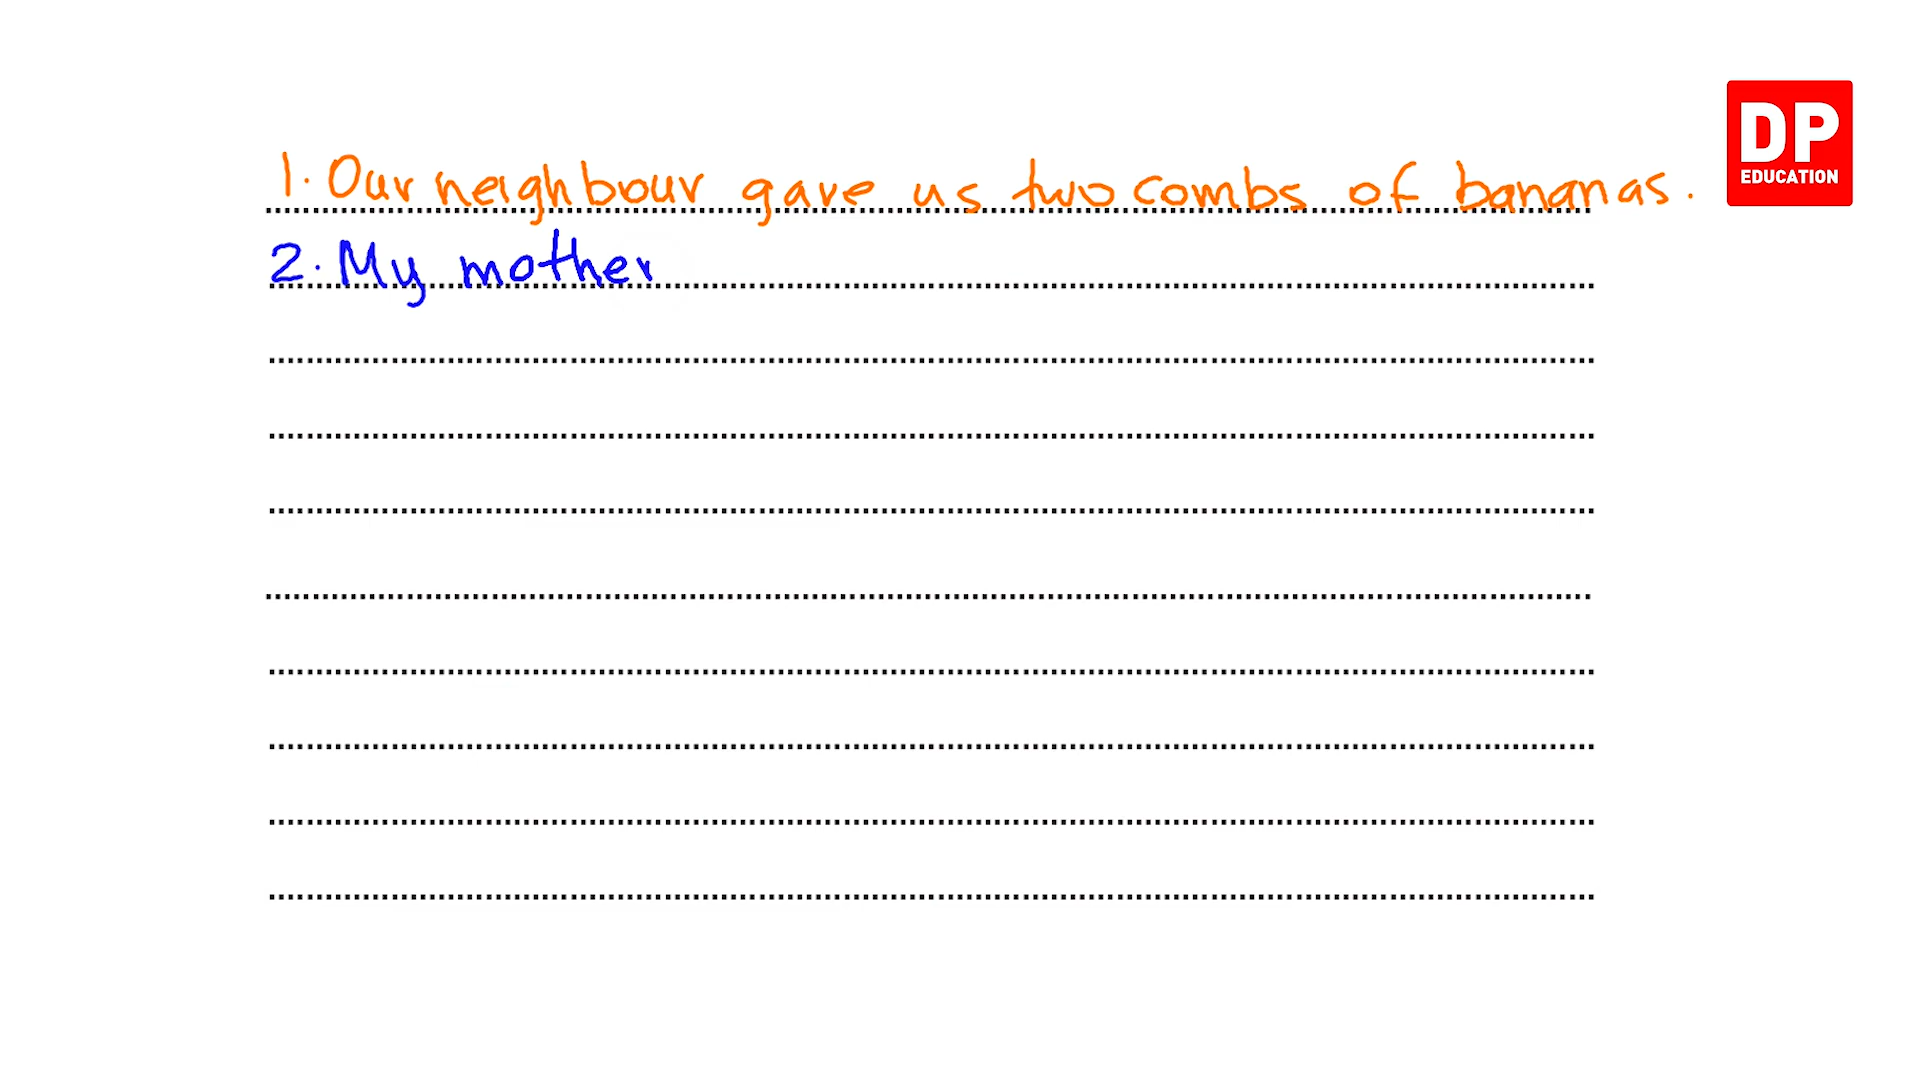 DP
EDUCATION
1. Our neighbour gave us two combs of bananas.
2. My mother